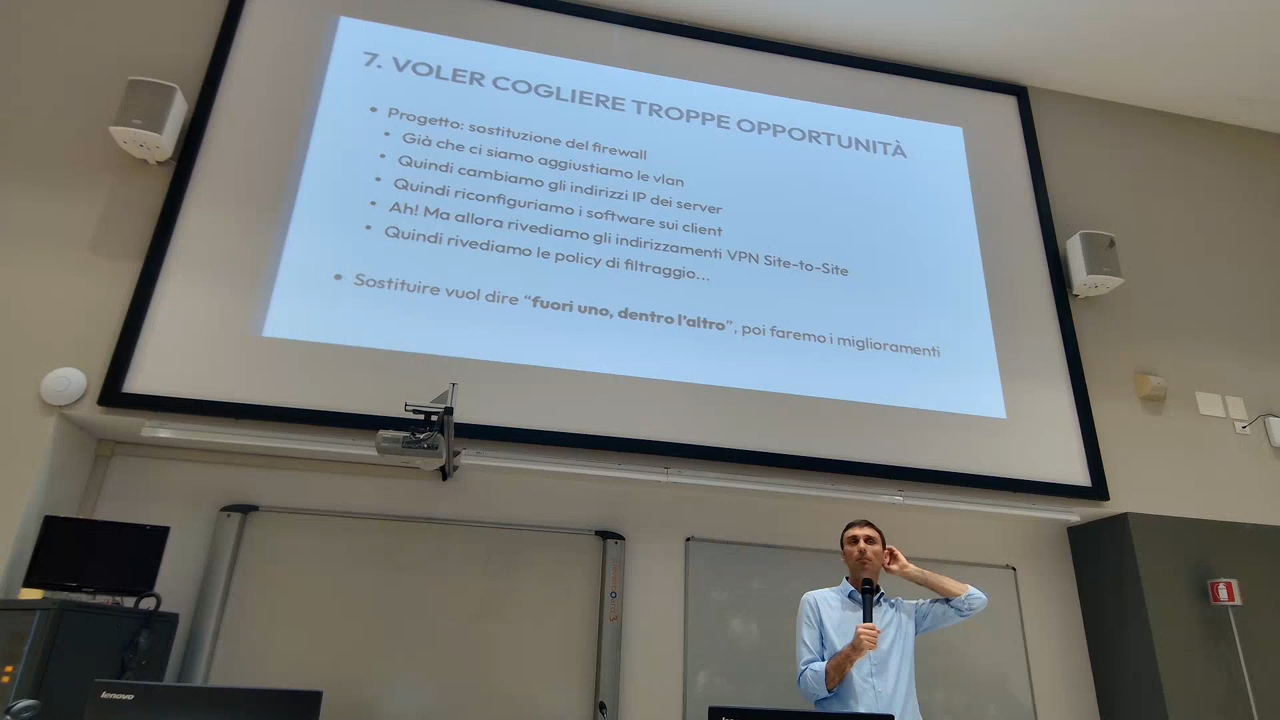 7. VOLER COGLIERE TROPPE OPPORTUNITÀ
• Progetto: sostituzione del firewall
• Già che ci siamo aggiustiamo le vlan
• Quindi cambiamo gli indirizzi IP dei server
• Quindi riconfiguriamo i software sui client
• Ah! Ma allora rivediamo gli indirizzamenti VPN Site-to-Site
• Quindi rivediamo le policy di filtraggio...
• Sostituire vuol dire “fuori uno, dentro l’altro”, poi faremo i miglioramenti
lenovo